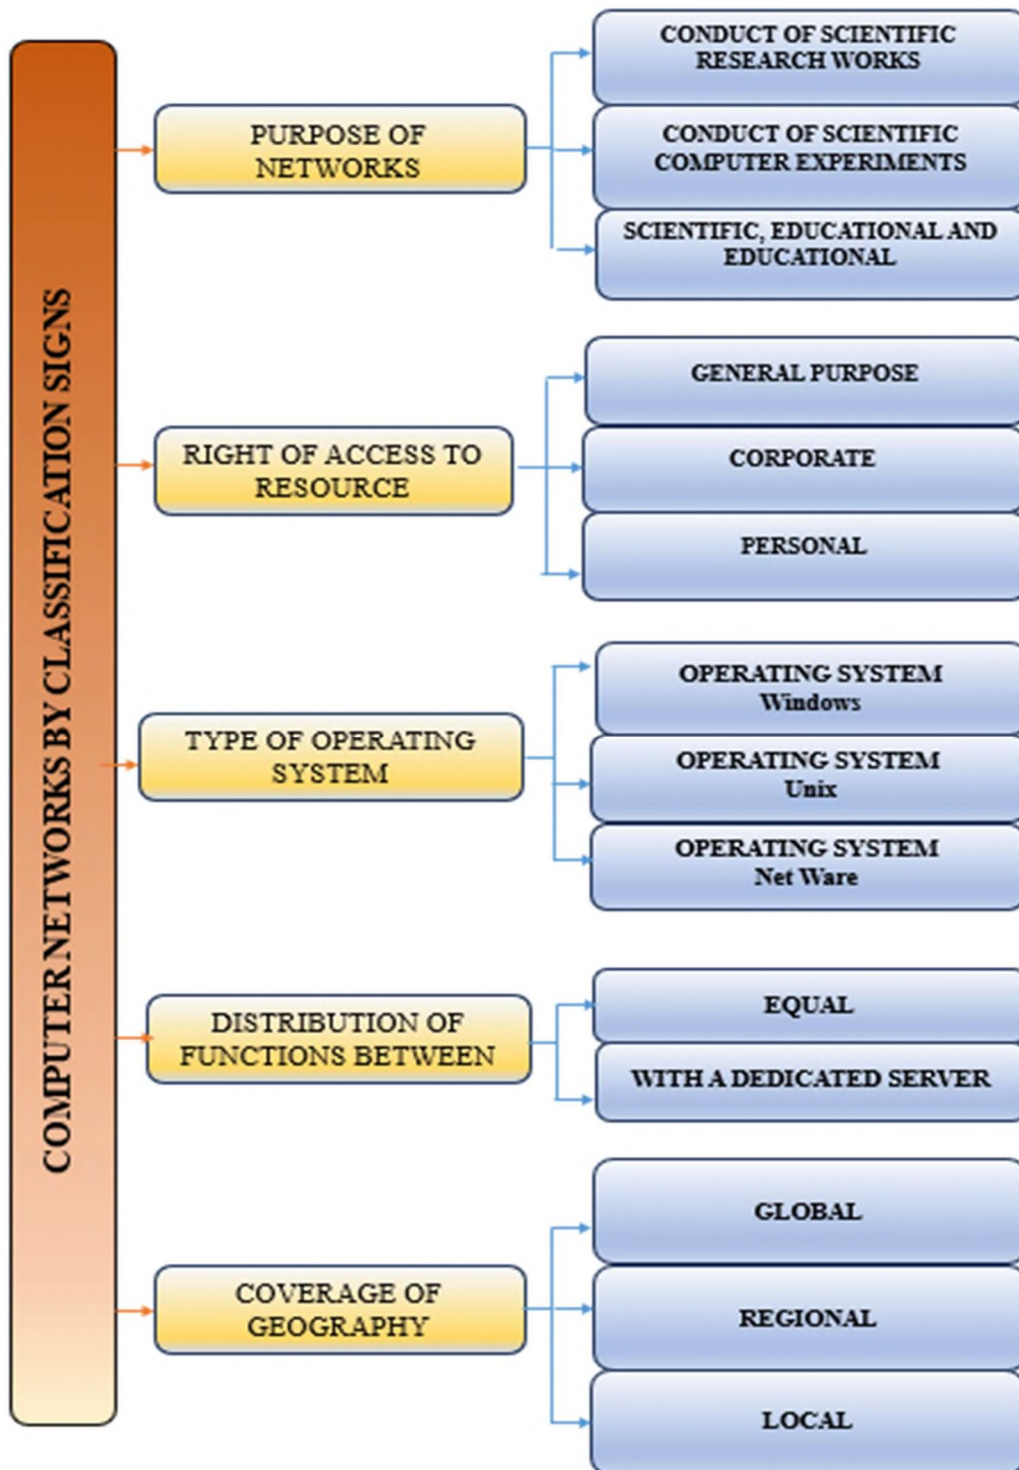 COMPUTER NETWORKS BY CLASSIFICATION SIGNS
PURPOSE OF
NETWORKS
CONDUCT OF SCIENTIFIC
RESEARCH WORKS
CONDUCT OF SCIENTIFIC
COMPUTER EXPERIMENTS
SCIENTIFIC, EDUCATIONAL AND
EDUCATIONAL
RIGHT OF ACCESS TO
RESOURCE
GENERAL PURPOSE
CORPORATE
PERSONAL
TYPE OF OPERATING
SYSTEM
OPERATING SYSTEM
Windows
OPERATING SYSTEM
Unix
OPERATING SYSTEM
Net Ware
DISTRIBUTION OF
FUNCTIONS BETWEEN
EQUAL
WITH A DEDICATED SERVER
COVERAGE OF
GEOGRAPHY
GLOBAL
REGIONAL
LOCAL